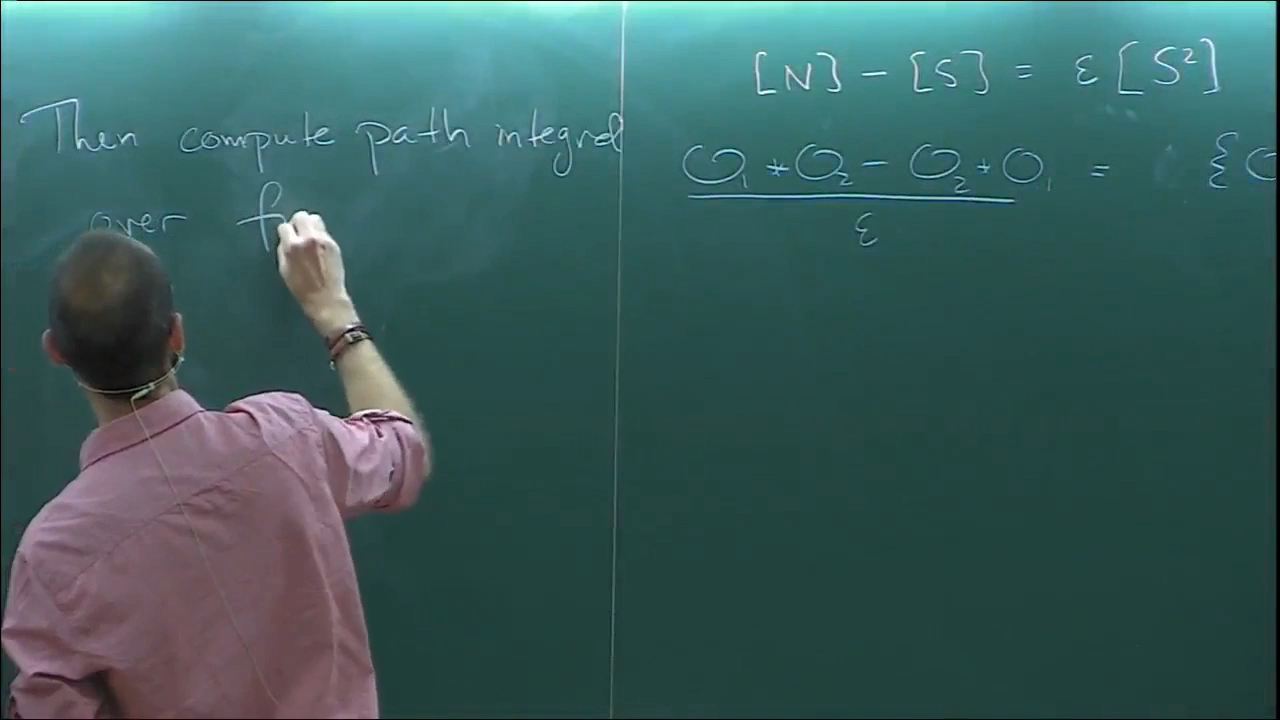 Then compute path integral
over f
[N] - [S] = ε[S²]
O₁ * O₂ - O₂ * O₁ = {O
ε